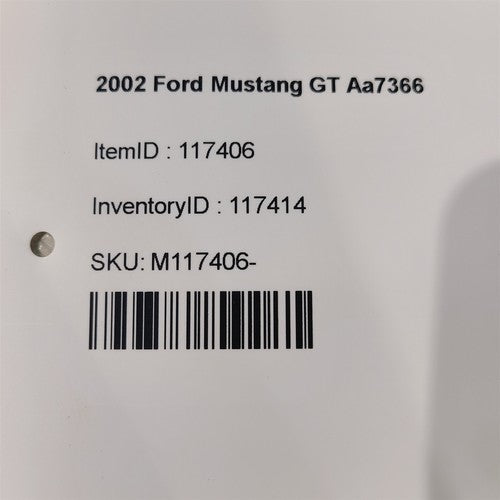 2002 Ford Mustang GT Aa7366
ItemID : 117406
InventoryID : 117414
SKU: M117406-